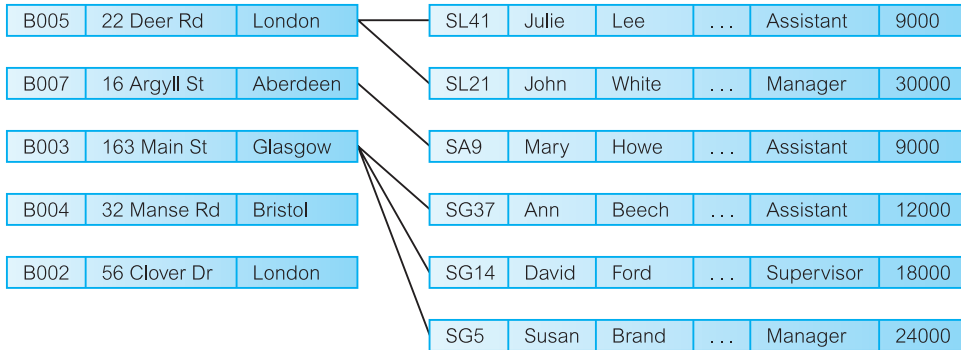 B005 22 Deer Rd London SL41 Julie Lee ... Assistant 9000
B007 16 Argyll St Aberdeen SL21 John White ... Manager 30000
B003 163 Main St Glasgow SA9 Mary Howe ... Assistant 9000
B004 32 Manse Rd Bristol SG37 Ann Beech ... Assistant 12000
B002 56 Clover Dr London SG14 David Ford ... Supervisor 18000
SG5 Susan Brand ... Manager 24000